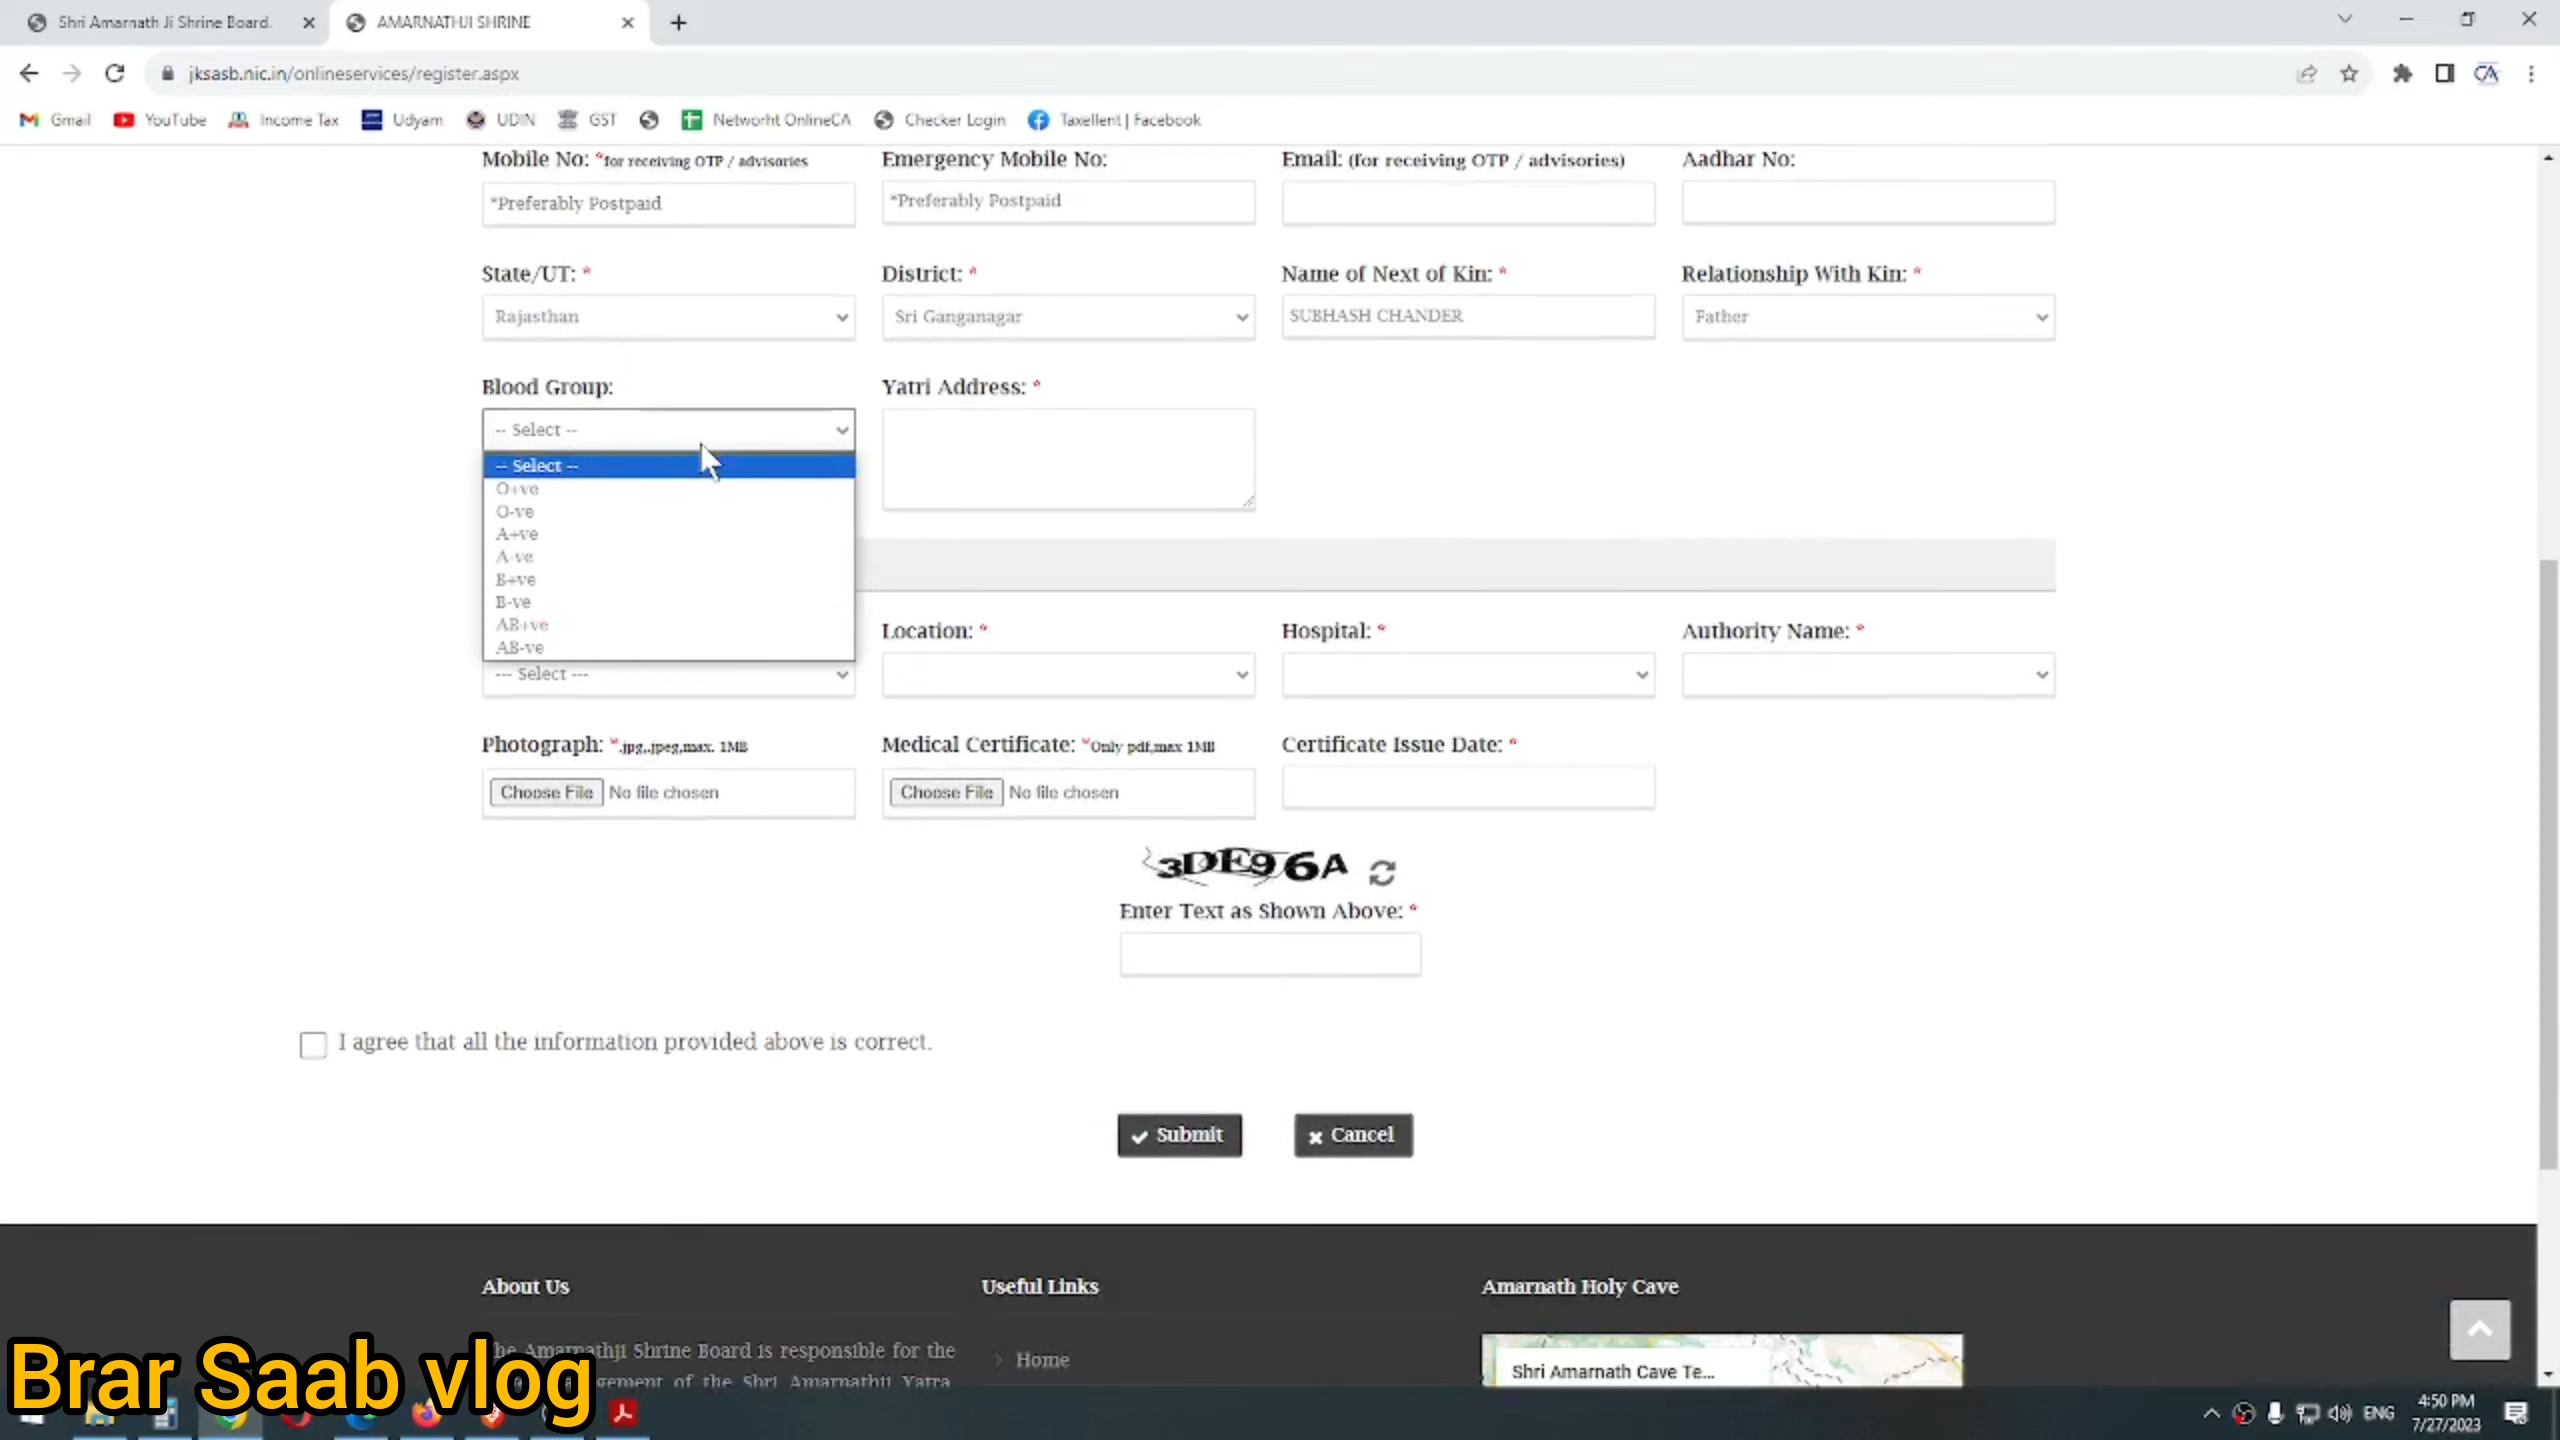 Shri Amarnath Ji Shrine Board.
AMARNATHJI SHRINE
jksasb.nic.in/onlineservices/register.aspx
Gmail YouTube Income Tax Udyam UDIN GST Networht OnlineCA Checker Login Taxellent | Facebook
Mobile No: *for receiving OTP / advisories Emergency Mobile No: Email: (for receiving OTP / advisories) Aadhar No:
*Preferably Postpaid *Preferably Postpaid
State/UT: * District: * Name of Next of Kin: * Relationship With Kin: *
Rajasthan Sri Ganganagar SUBHASH CHANDER Father
Blood Group: Yatri Address: *
-- Select --
-- Select --
O+ve
O-ve
A+ve
A-ve
B+ve
B-ve
AB+ve
AB-ve
Location: * Hospital: * Authority Name: *
--- Select ---
Photograph: *.jpg,.jpeg,max. 1MB Medical Certificate: *Only pdf,max 1MB Certificate Issue Date: *
Choose File No file chosen Choose File No file chosen
3DE96A
Enter Text as Shown Above: *
I agree that all the information provided above is correct.
Submit Cancel
About Us Useful Links Amarnath Holy Cave
he Amarnathji Shrine Board is responsible for the
Home
Shri Amarnath Cave Te...
gement of the Shri Amarnathji Yatra
Brar Saab vlog
ENG
4:50 PM
7/27/2023